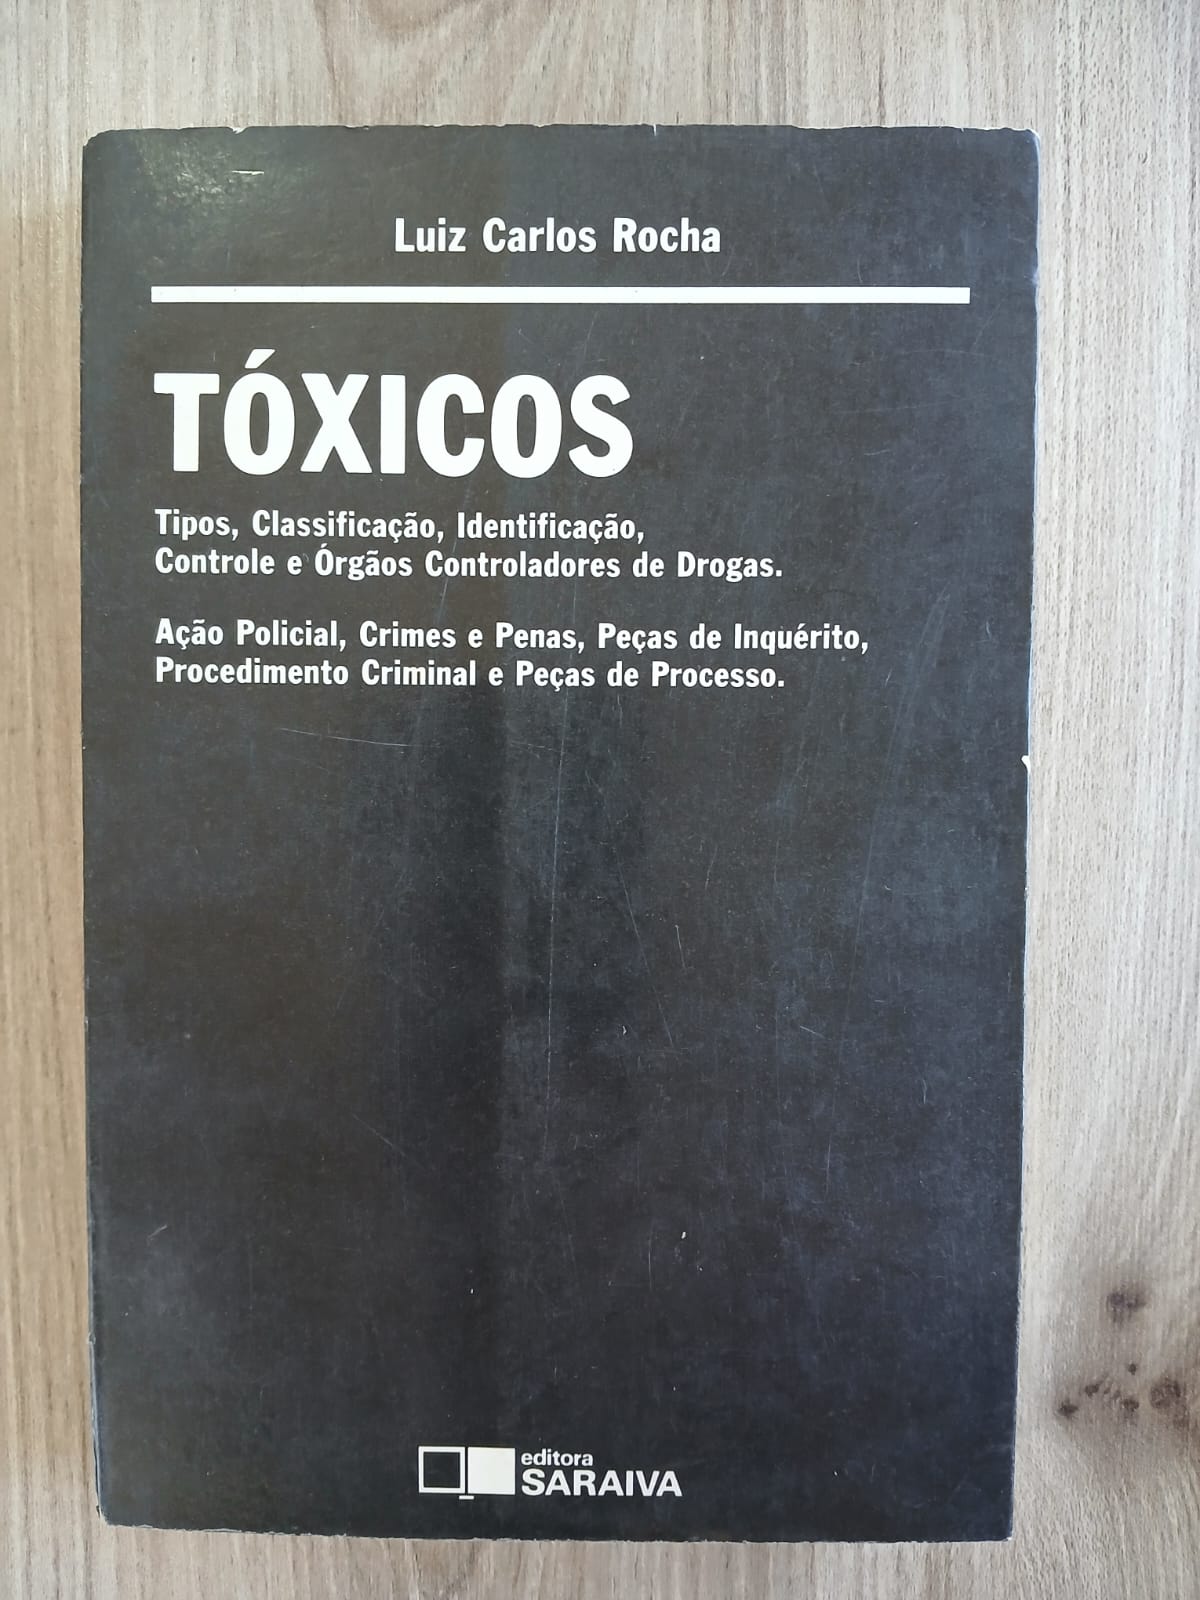 Luiz Carlos Rocha
TÓXICOS
Tipos, Classificação, Identificação,
Controle e Órgãos Controladores de Drogas.
Ação Policial, Crimes e Penas, Peças de Inquérito,
Procedimento Criminal e Peças de Processo.
editora
SARAIVA